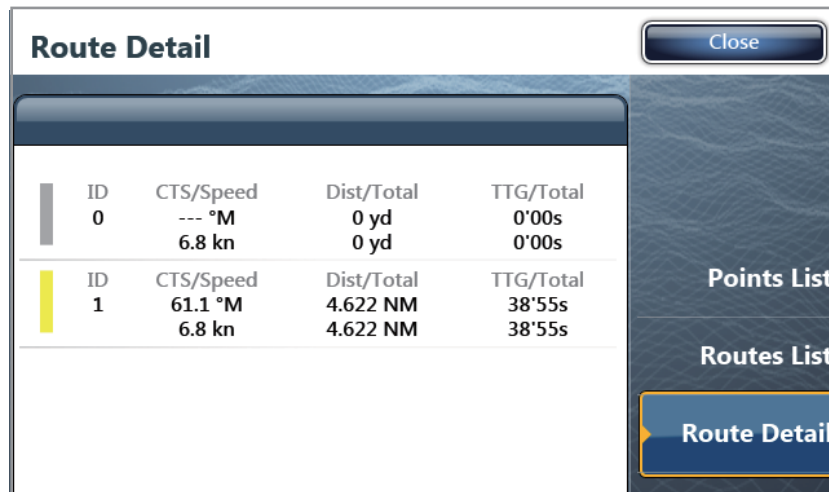 Route Detail
Close
ID CTS/Speed Dist/Total TTG/Total
0 --- °M 0 yd 0'00s
6.8 kn 0 yd 0'00s
ID CTS/Speed Dist/Total TTG/Total
1 61.1 °M 4.622 NM 38'55s
6.8 kn 4.622 NM 38'55s
Points List
Routes List
Route Detail